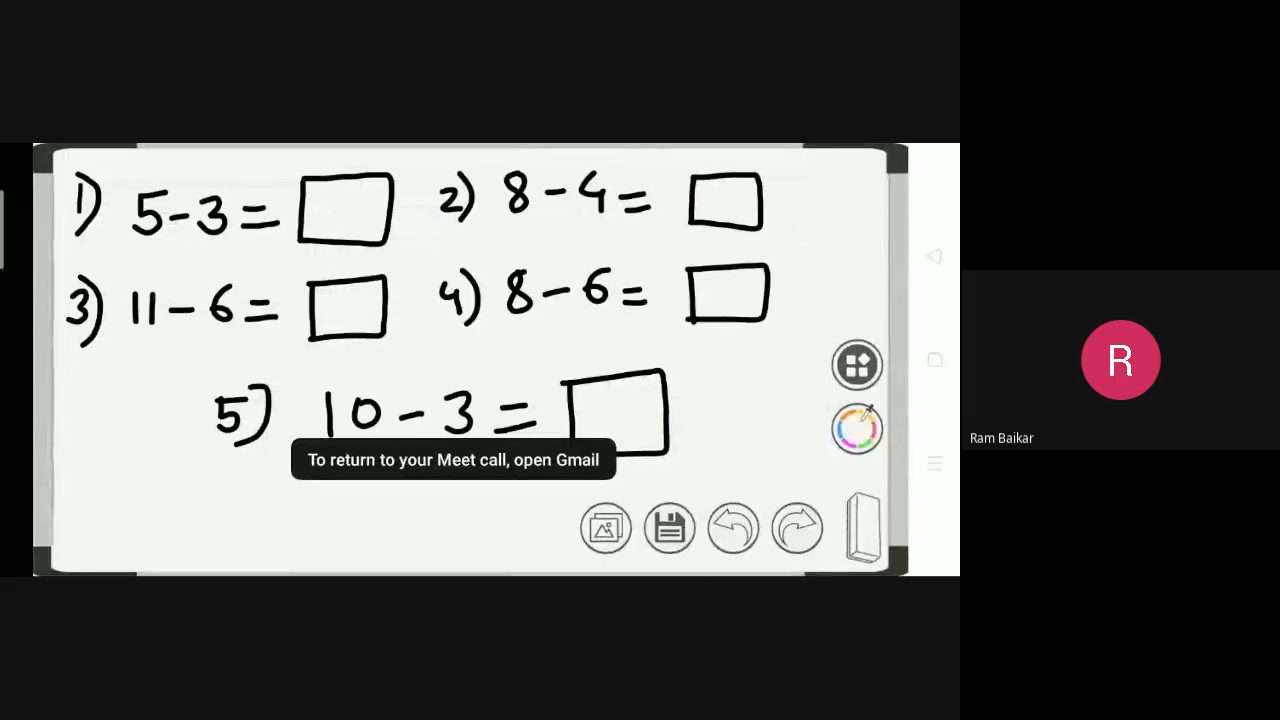 1) 5-3= 2) 8-4=
3) 11-6= 4) 8-6=
5) 10-3=
To return to your Meet call, open Gmail
R
Ram Baikar